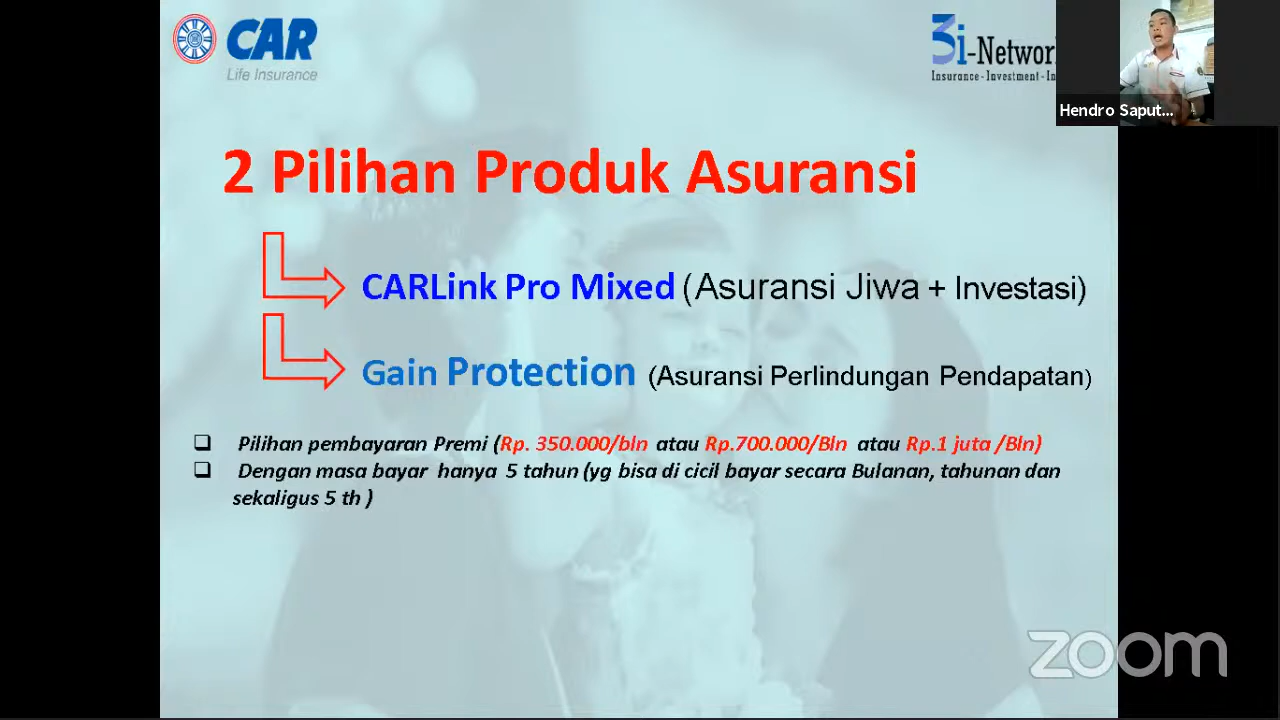 CAR
Life Insurance
3i-Networ
Insurance-Investment-In
Hendro Saput...
2 Pilihan Produk Asuransi
CARLink Pro Mixed (Asuransi Jiwa + Investasi)
Gain Protection (Asuransi Perlindungan Pendapatan)
Pilihan pembayaran Premi (Rp. 350.000/bln atau Rp.700.000/Bln atau Rp.1 juta /Bln)
Dengan masa bayar hanya 5 tahun (yg bisa di cicil bayar secara Bulanan, tahunan dan
sekaligus 5 th )
zoom